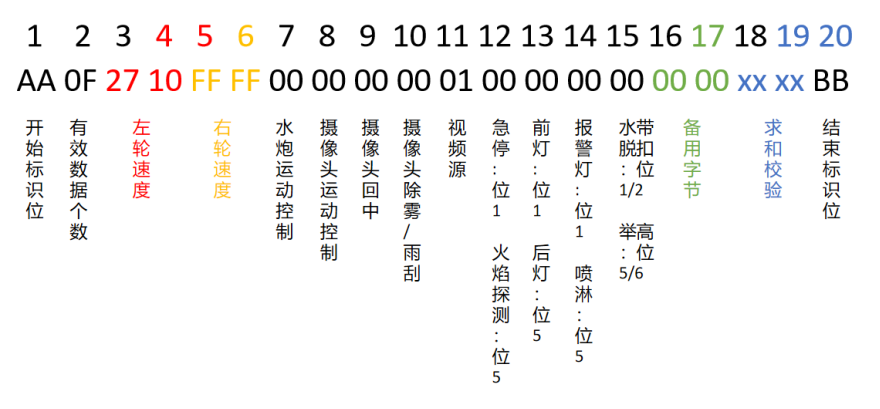 1 2 3 4 5 6 7 8 9 10 11 12 13 14 15 16 17 18 19 20
AA 0F 27 10 FF FF 00 00 00 00 01 00 00 00 00 00 00 xx xx BB
开始标识位
有效数据个数
左轮速度
右轮速度
水炮运动控制
摄像头运动控制
摄像头回中
摄像头除雾/雨刮
视频源
急停:位1 火焰探测:位5
前灯:位1 后灯:位5
报警灯:位1 喷淋:位5
水带脱扣:位1/2 举高:位5/6
备用字节
求和校验
结束标识位